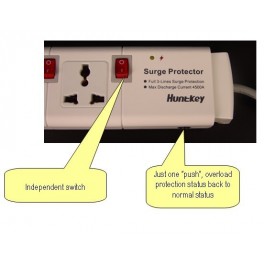 Surge Protector
Full 3-Lines Surge Protection
Max Discharge Current 4500A
Huntkey
Independent switch
Just one "push", overload
protection status back to
normal status